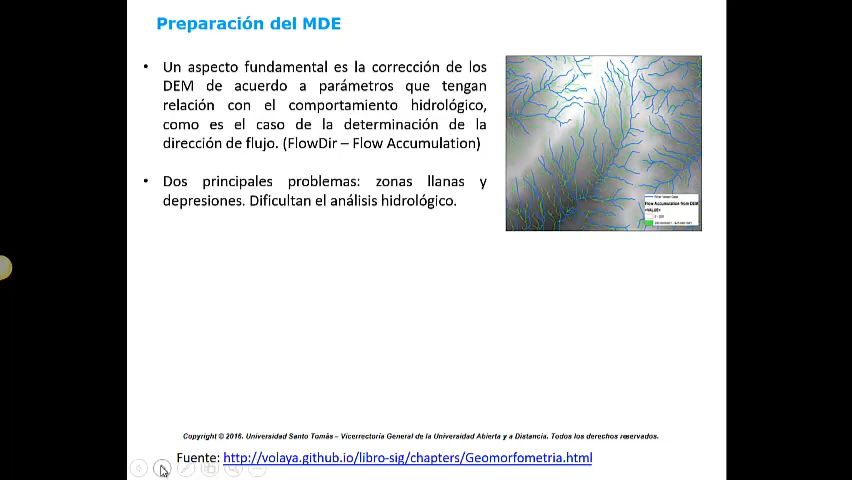 Preparación del MDE
• Un aspecto fundamental es la corrección de los
DEM de acuerdo a parámetros que tengan
relación con el comportamiento hidrológico,
como es el caso de la determinación de la
dirección de flujo. (FlowDir – Flow Accumulation)
• Dos principales problemas: zonas llanas y
depresiones. Dificultan el análisis hidrológico.
Flow Accumulation from DEM
<VALUE>
Copyright © 2016. Universidad Santo Tomás – Vicerrectoría General de la Universidad Abierta y a Distancia. Todos los derechos reservados.
Fuente: http://volaya.github.io/libro-sig/chapters/Geomorfometria.html